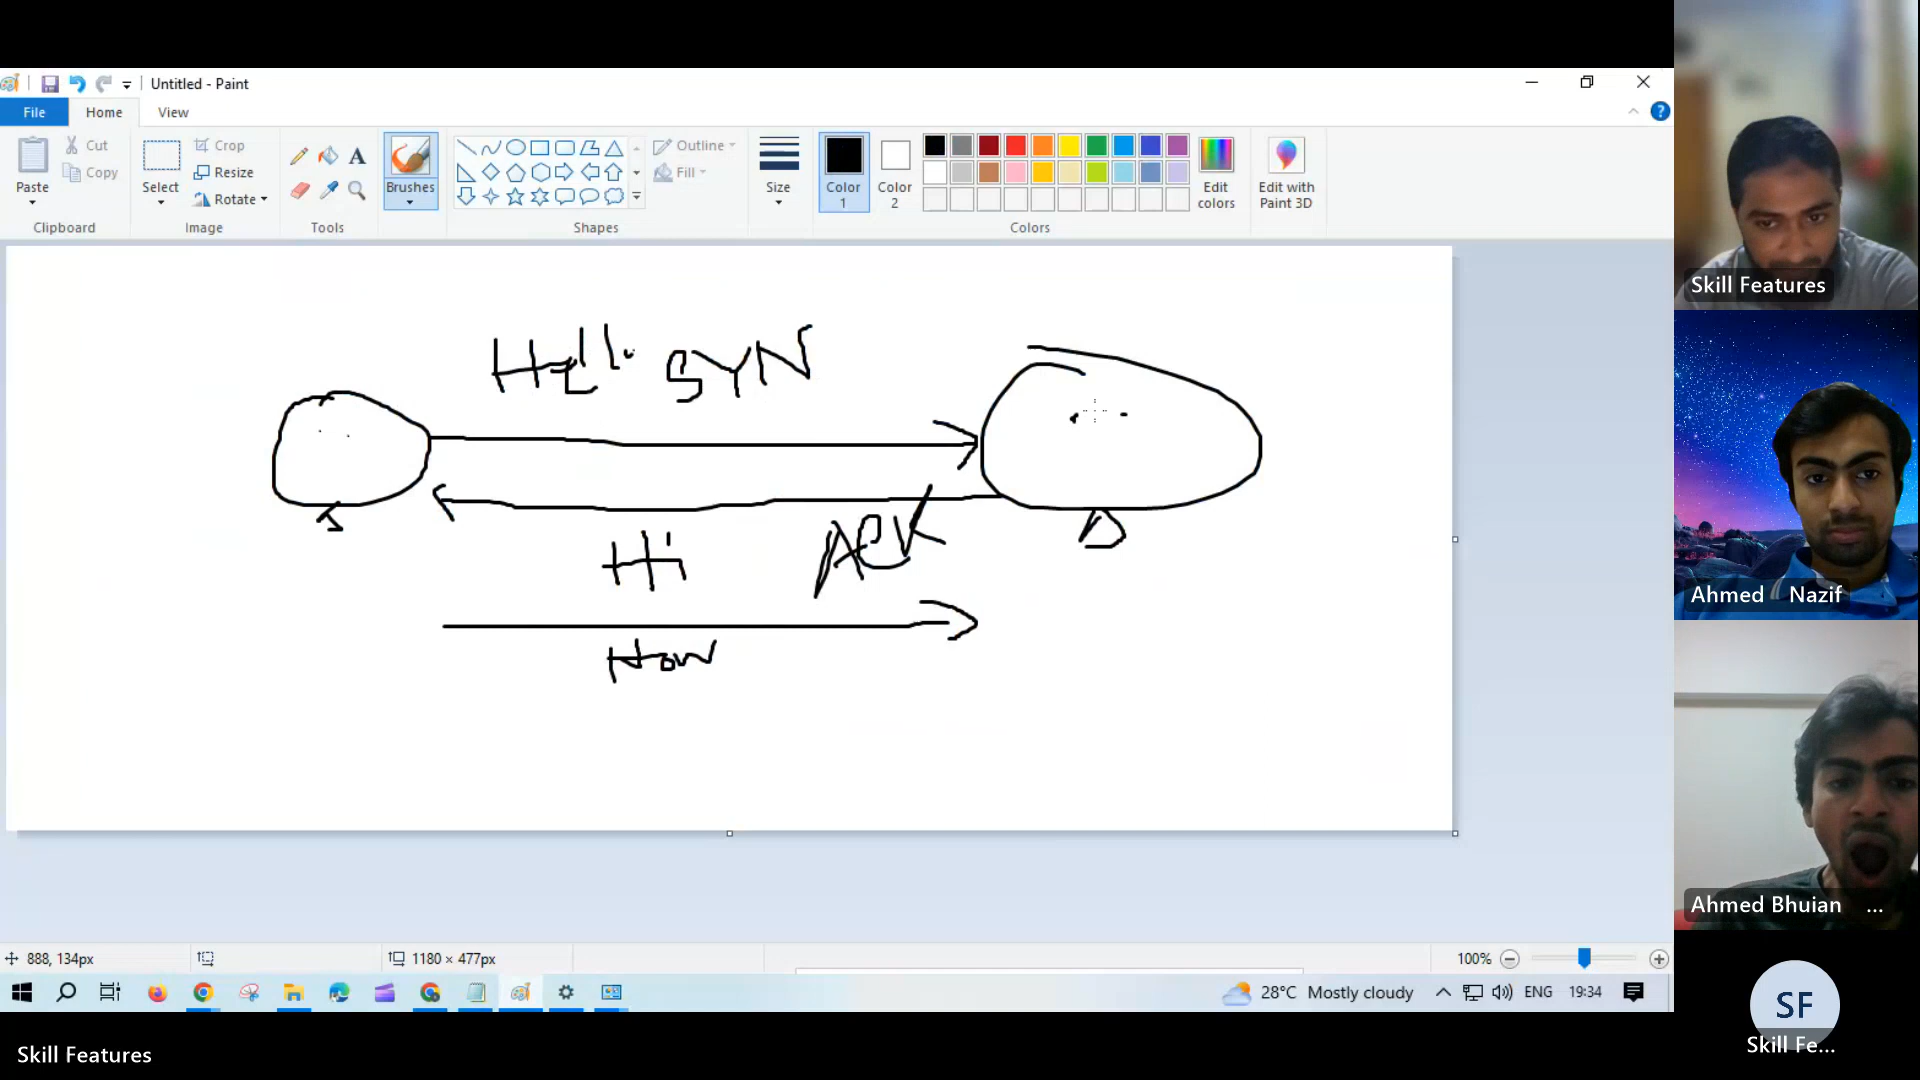 Untitled - Paint
File Home View
Paste
Cut
Copy
Clipboard
Select
Crop
Resize
Rotate
Image
A
Tools
Brushes
Shapes
Outline
Fill
Size
Color 1
Color 2
Edit colors
Colors
Edit with Paint 3D
Hello SYN
S
D
Hi
ACK
How
888, 134px
1180 × 477px
100%
28°C Mostly cloudy
ENG
19:34
Skill Features
Skill Features
Ahmed Nazif
Ahmed Bhuian ...
SF
Skill Fe...